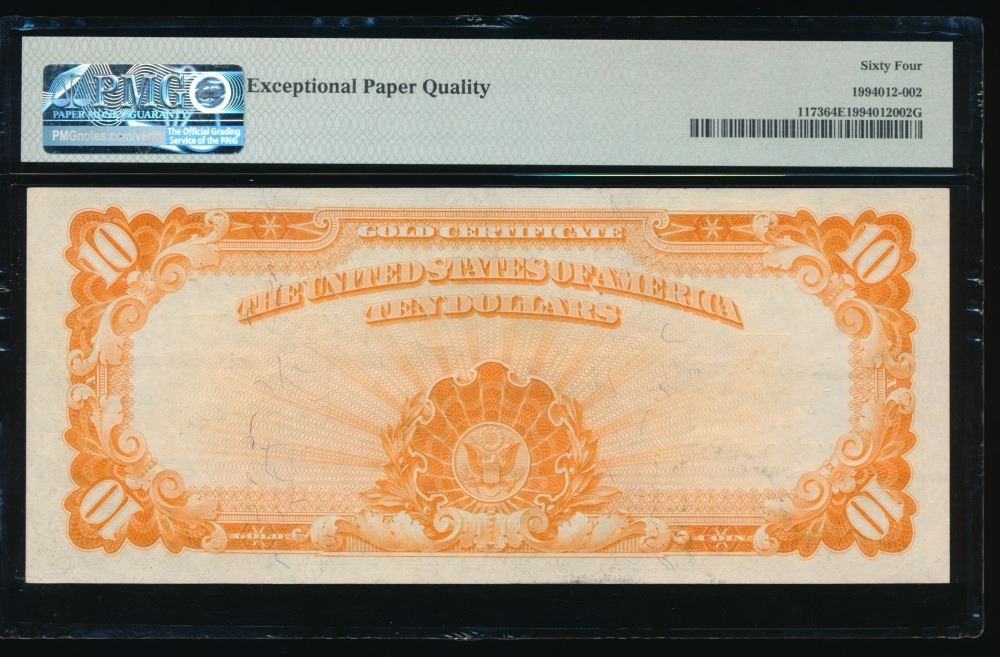 PMG
PAPER MONEY GUARANTY
PMGnotes.com/verify
The Official Grading
Service of the PNG
Exceptional Paper Quality
Sixty Four
1994012-002
117364E1994012002G
10
GOLD CERTIFICATE
10
THE UNITED STATES OF AMERICA
TEN DOLLARS
X
X
10
GOLD
COIN
10